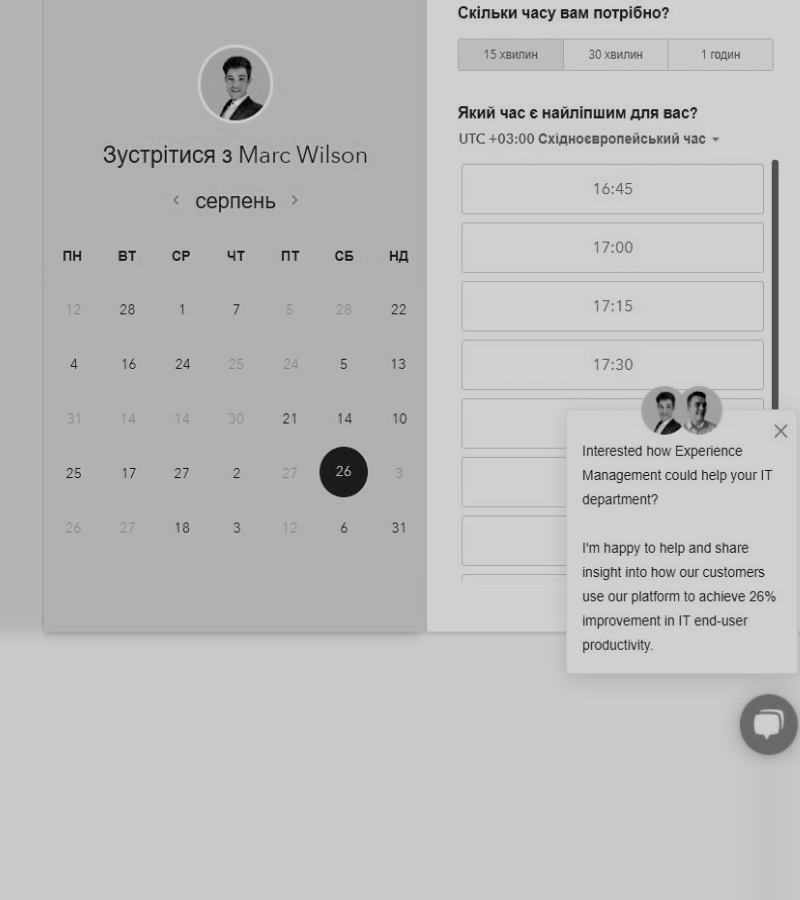 Зустрітися з Marc Wilson
серпень
ПН ВТ СР ЧТ ПТ СБ НД
12 28 1 7 5 28 22
4 16 24 25 24 5 13
31 14 14 30 21 14 10
25 17 27 2 27 26 3
26 27 18 3 12 6 31
Скільки часу вам потрібно?
15 хвилин 30 хвилин 1 годин
Який час є найліпшим для вас?
UTC +03:00 Східноєвропейський час
16:45
17:00
17:15
17:30
Interested how Experience
Management could help your IT
department?
I'm happy to help and share
insight into how our customers
use our platform to achieve 26%
improvement in IT end-user
productivity.